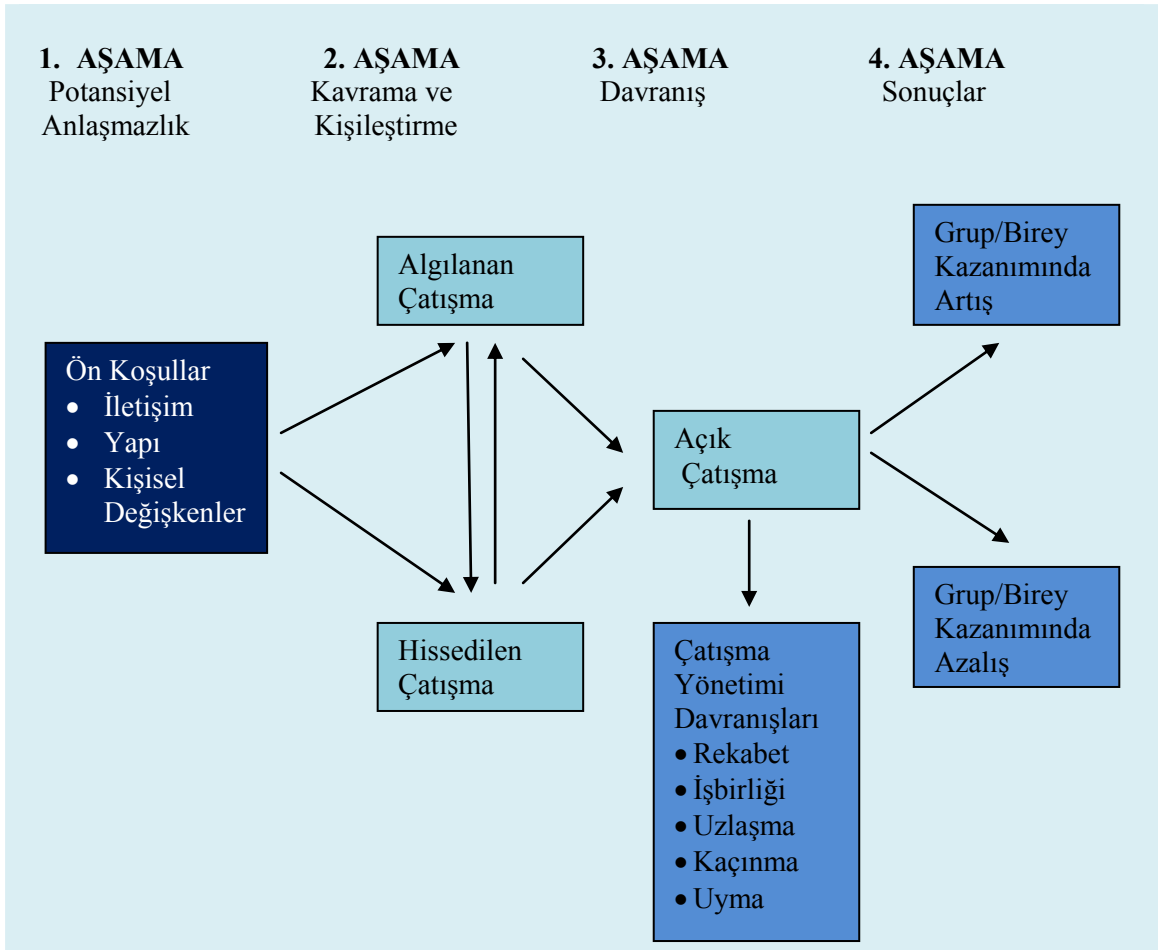 1. AŞAMA
Potansiyel
Anlaşmazlık
2. AŞAMA
Kavrama ve
Kişileştirme
3. AŞAMA
Davranış
4. AŞAMA
Sonuçlar
Ön Koşullar
• İletişim
• Yapı
• Kişisel
Değişkenler
Algılanan
Çatışma
Hissedilen
Çatışma
Açık
Çatışma
Çatışma
Yönetimi
Davranışları
• Rekabet
• İşbirliği
• Uzlaşma
• Kaçınma
• Uyma
Grup/Birey
Kazanımında
Artış
Grup/Birey
Kazanımında
Azalış